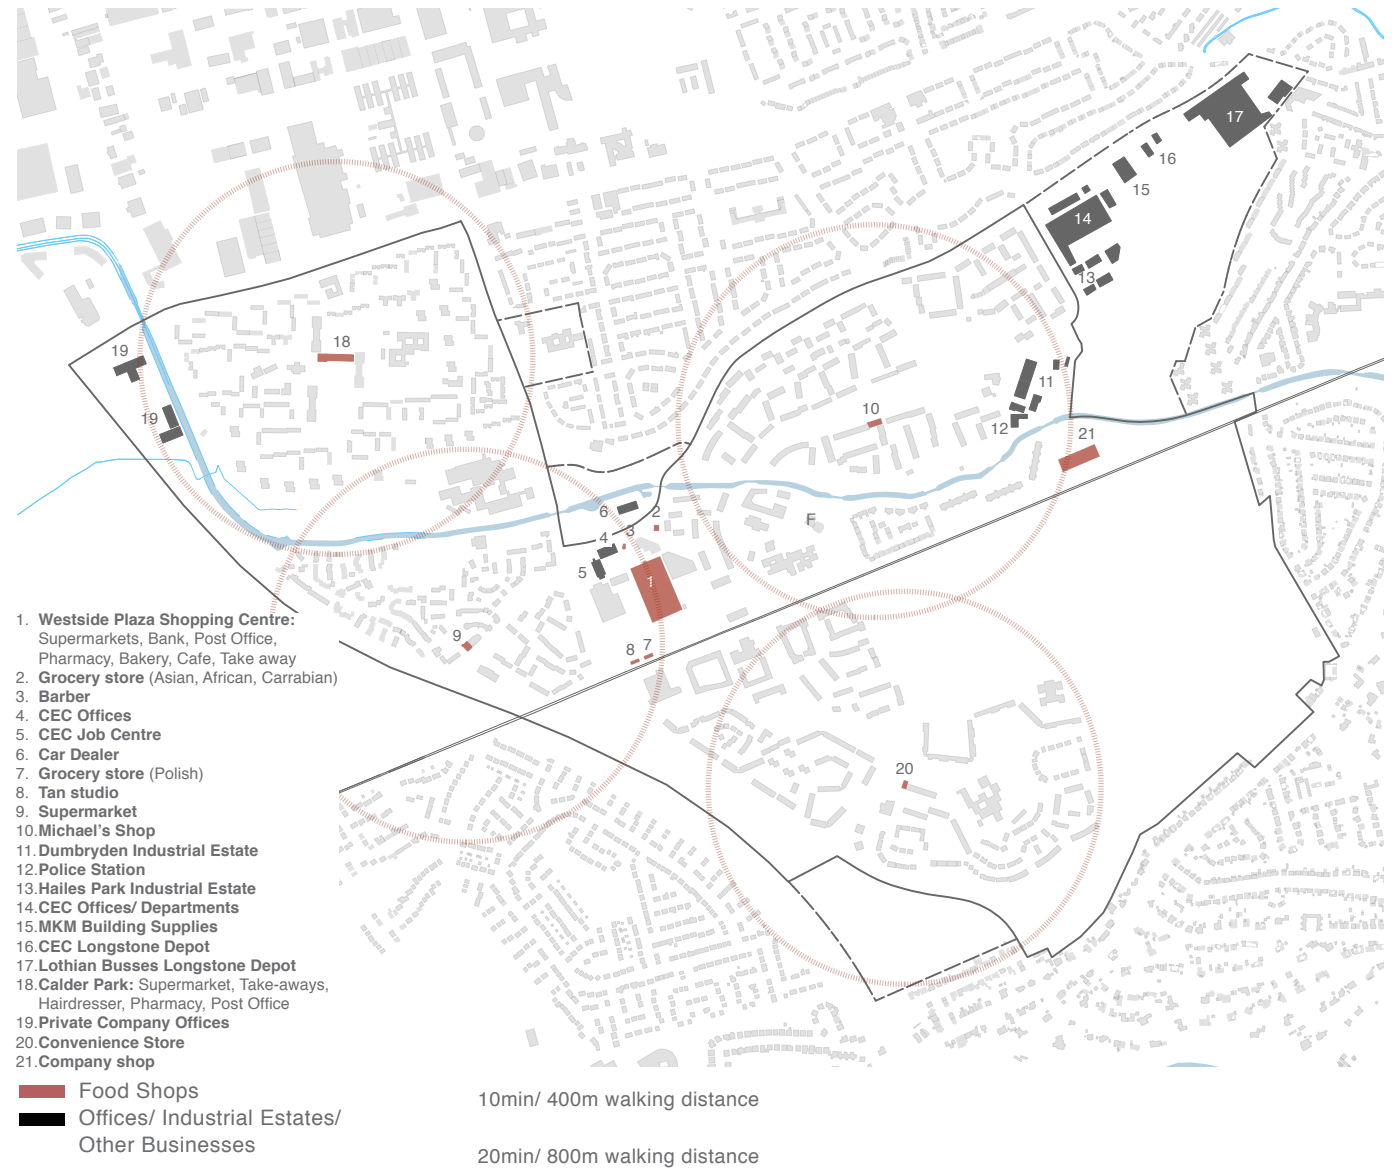 17
16
15
14
13
18
19
11
10
12
21
19
6
2
F
3
4
1
5
9
8
7
20
1. Westside Plaza Shopping Centre:
Supermarkets, Bank, Post Office,
Pharmacy, Bakery, Cafe, Take away
2. Grocery store (Asian, African, Carrabian)
3. Barber
4. CEC Offices
5. CEC Job Centre
6. Car Dealer
7. Grocery store (Polish)
8. Tan studio
9. Supermarket
10. Michael's Shop
11. Dumbryden Industrial Estate
12. Police Station
13. Hailes Park Industrial Estate
14. CEC Offices/ Departments
15. MKM Building Supplies
16. CEC Longstone Depot
17. Lothian Busses Longstone Depot
18. Calder Park: Supermarket, Take-aways,
Hairdresser, Pharmacy, Post Office
19. Private Company Offices
20. Convenience Store
21. Company shop
Food Shops
Offices/ Industrial Estates/
Other Businesses
10min/ 400m walking distance
20min/ 800m walking distance